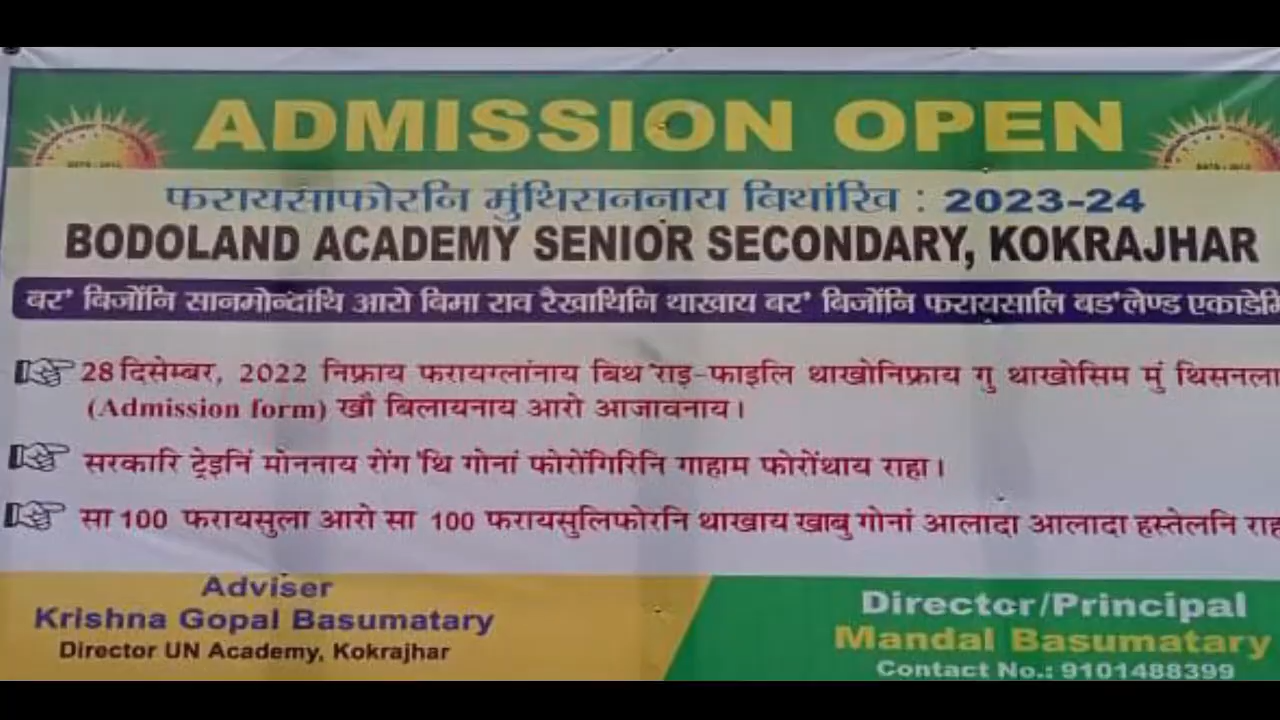 ADMISSION OPEN
फरायसाफोरनि मुंथिसाननाय बिथांखि : 2023-24
BODOLAND ACADEMY SENIOR SECONDARY, KOKRAJHAR
बर' बिजोंनि सानमोन्दांथि आरो बिमा राव रैखाथिनि थाखाय बर' बिजोंनि फरायसालि बड'लेण्ड एकाडेमि
28 दिसेम्बर, 2022 निफ्राय फरायग्लांनाय बिथ'राइ-फाइलि थाखोनिफ्राय गु थाखोसिम मुं थिसनला
(Admission form) खौ बिलायनाय आरो आजावनाय।
सरकारि ट्रेइनिं मोननाय रोंग'थि गोनां फोरोंगिरिनि गाहाम फोरोंथाय राहा।
सा 100 फरायसुला आरो सा 100 फरायसुलिफोरनि थाखाय खाबु गोनां आलादा आलादा हस्तेलनि
Adviser
Krishna Gopal Basumatary
Director UN Academy, Kokrajhar
Director/Principal
Mandal Basumatary
Contact No.: 9101488399